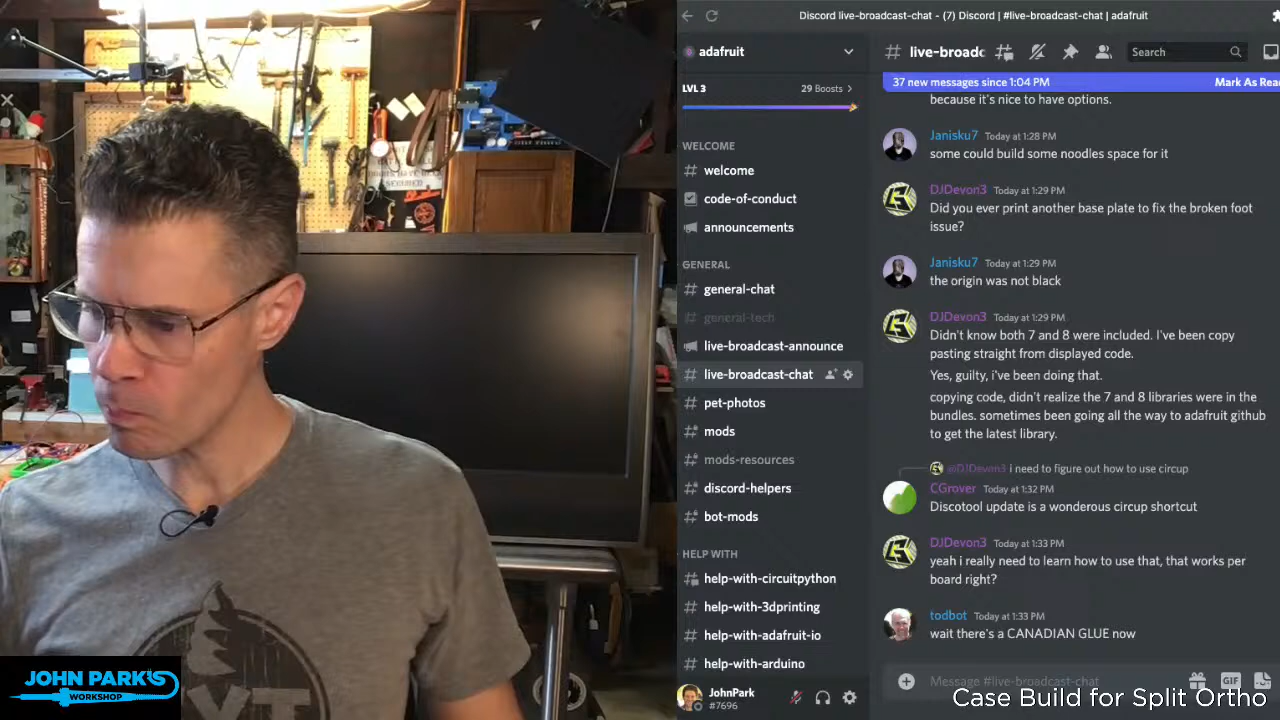 Discord live-broadcast-chat - (7) Discord | #live-broadcast-chat | adafruit
adafruit
LVL 3
29 Boosts
WELCOME
welcome
code-of-conduct
announcements
GENERAL
general-chat
general-tech
live-broadcast-announce
live-broadcast-chat
pet-photos
mods
mods-resources
discord-helpers
bot-mods
HELP WITH
help-with-circuitpython
help-with-3dprinting
help-with-adafruit-io
help-with-arduino
JohnPark
#7696
live-broadc
Search
37 new messages since 1:04 PM
Mark As Rea
because it's nice to have options.
Janisku7 Today at 1:28 PM
some could build some noodles space for it
DJDevon3 Today at 1:29 PM
Did you ever print another base plate to fix the broken foot
issue?
Janisku7 Today at 1:29 PM
the origin was not black
DJDevon3 Today at 1:29 PM
Didn't know both 7 and 8 were included. I've been copy
pasting straight from displayed code.
Yes, guilty, i've been doing that.
copying code, didn't realize the 7 and 8 libraries were in the
bundles. sometimes been going all the way to adafruit github
to get the latest library.
@DJDevon3 i need to figure out how to use circup
CGrover Today at 1:32 PM
Discotool update is a wonderous circup shortcut
DJDevon3 Today at 1:33 PM
yeah i really need to learn how to use that, that works per
board right?
todbot Today at 1:33 PM
wait there's a CANADIAN GLUE now
Message #live-broadcast-chat
GIF
Case Build for Split Ortho
JOHN PARK'S
WORKSHOP